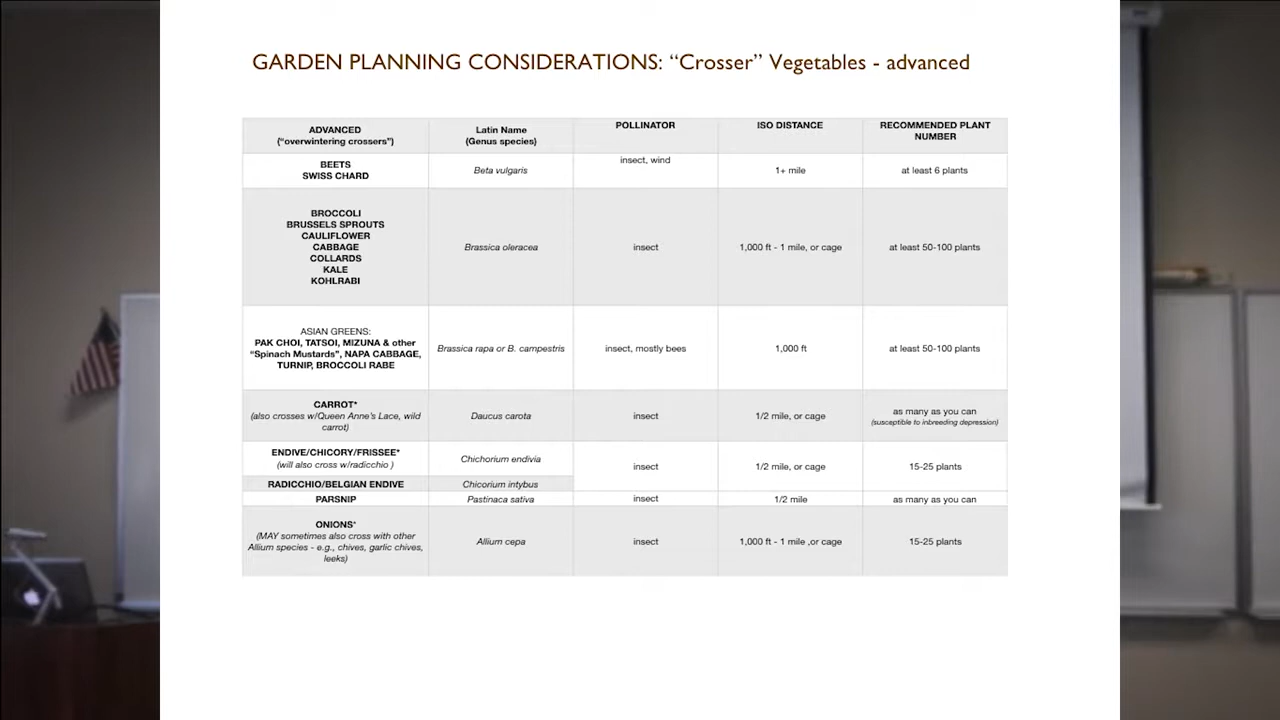 GARDEN PLANNING CONSIDERATIONS: “Crosser” Vegetables - advanced
ADVANCED
(“overwintering crossers”)
Latin Name
(Genus species)
POLLINATOR
ISO DISTANCE
RECOMMENDED PLANT
NUMBER
BEETS
SWISS CHARD
Beta vulgaris
insect, wind
1+ mile
at least 6 plants
BROCCOLI
BRUSSELS SPROUTS
CAULIFLOWER
CABBAGE
COLLARDS
KALE
KOHLRABI
Brassica oleracea
insect
1,000 ft - 1 mile, or cage
at least 50-100 plants
ASIAN GREENS:
PAK CHOI, TATSOI, MIZUNA & other
“Spinach Mustards”, NAPA CABBAGE,
TURNIP, BROCCOLI RABE
Brassica rapa or B. campestris
insect, mostly bees
1,000 ft
at least 50-100 plants
CARROT*
(also crosses w/Queen Anne’s Lace, wild
carrot)
Daucus carota
insect
1/2 mile, or cage
as many as you can
(susceptible to inbreeding depression)
ENDIVE/CHICORY/FRISSEE*
(will also cross w/radicchio )
Chichorium endivia
insect
1/2 mile, or cage
15-25 plants
RADICCHIO/BELGIAN ENDIVE
Chicorium intybus
PARSNIP
Pastinaca sativa
insect
1/2 mile
as many as you can
ONIONS*
(MAY sometimes also cross with other
Allium species - e.g., chives, garlic chives,
leeks)
Allium cepa
insect
1,000 ft - 1 mile ,or cage
15-25 plants